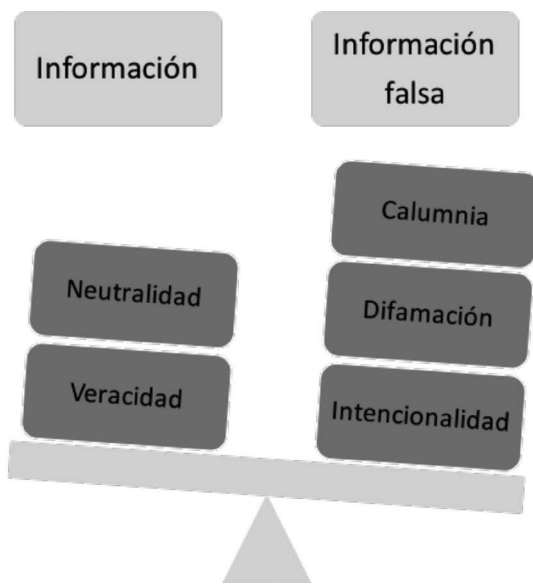 Información
Información
falsa
Calumnia
Neutralidad
Difamación
Veracidad
Intencionalidad